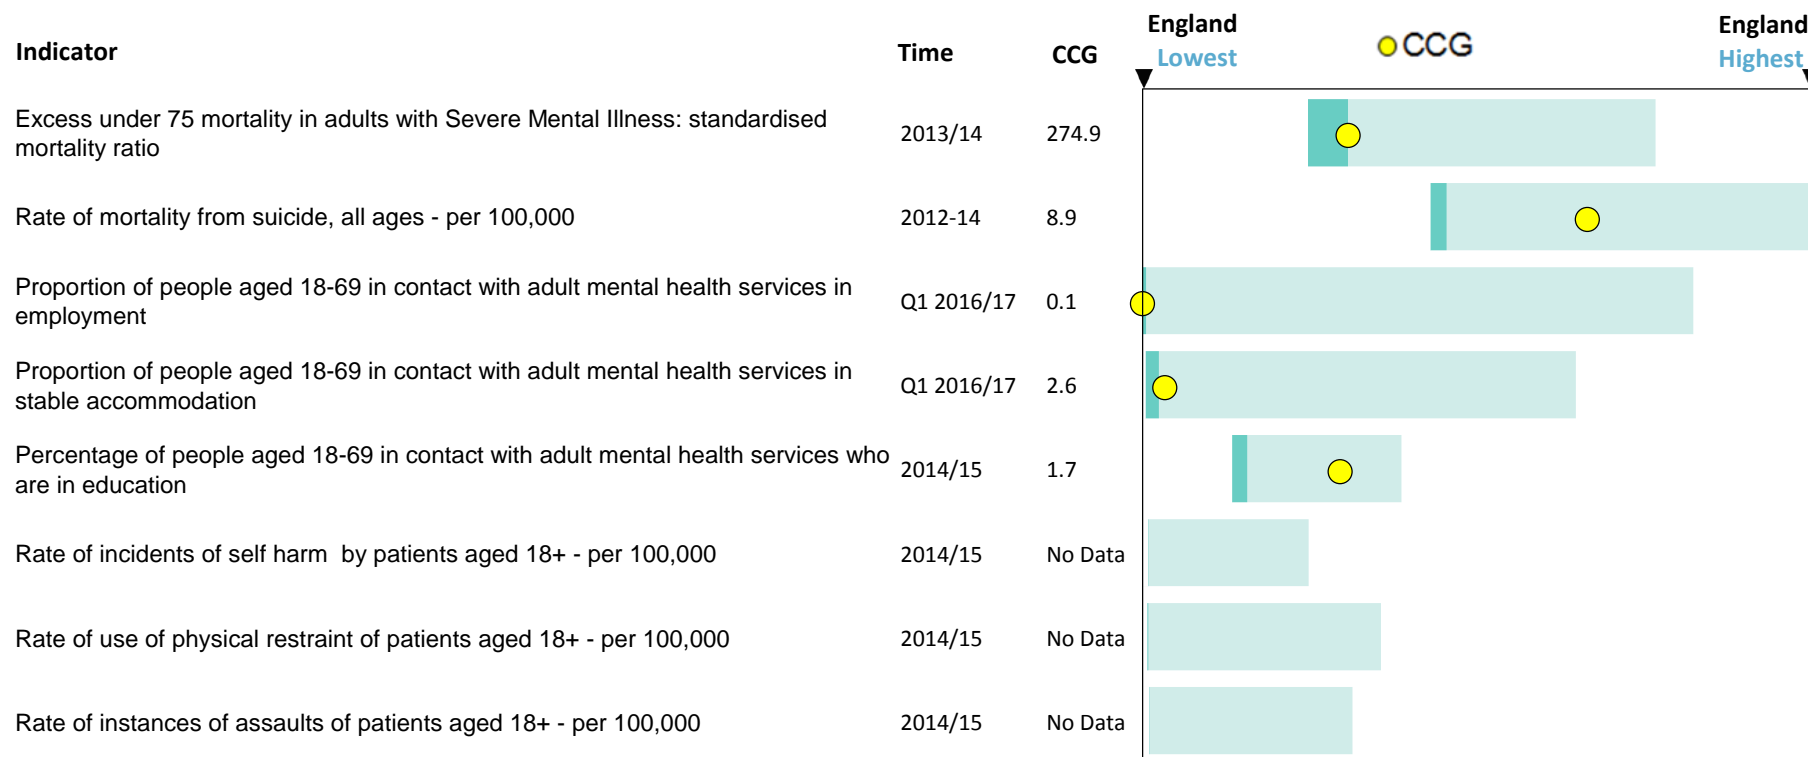 England England
Indicator Time CCG Lowest CCG Highest
Excess under 75 mortality in adults with Severe Mental Illness: standardised
mortality ratio 2013/14 274.9
Rate of mortality from suicide, all ages - per 100,000 2012-14 8.9
Proportion of people aged 18-69 in contact with adult mental health services in
employment Q1 2016/17 0.1
Proportion of people aged 18-69 in contact with adult mental health services in
stable accommodation Q1 2016/17 2.6
Percentage of people aged 18-69 in contact with adult mental health services who
are in education 2014/15 1.7
Rate of incidents of self harm  by patients aged 18+ - per 100,000 2014/15 No Data
Rate of use of physical restraint of patients aged 18+ - per 100,000 2014/15 No Data
Rate of instances of assaults of patients aged 18+ - per 100,000 2014/15 No Data